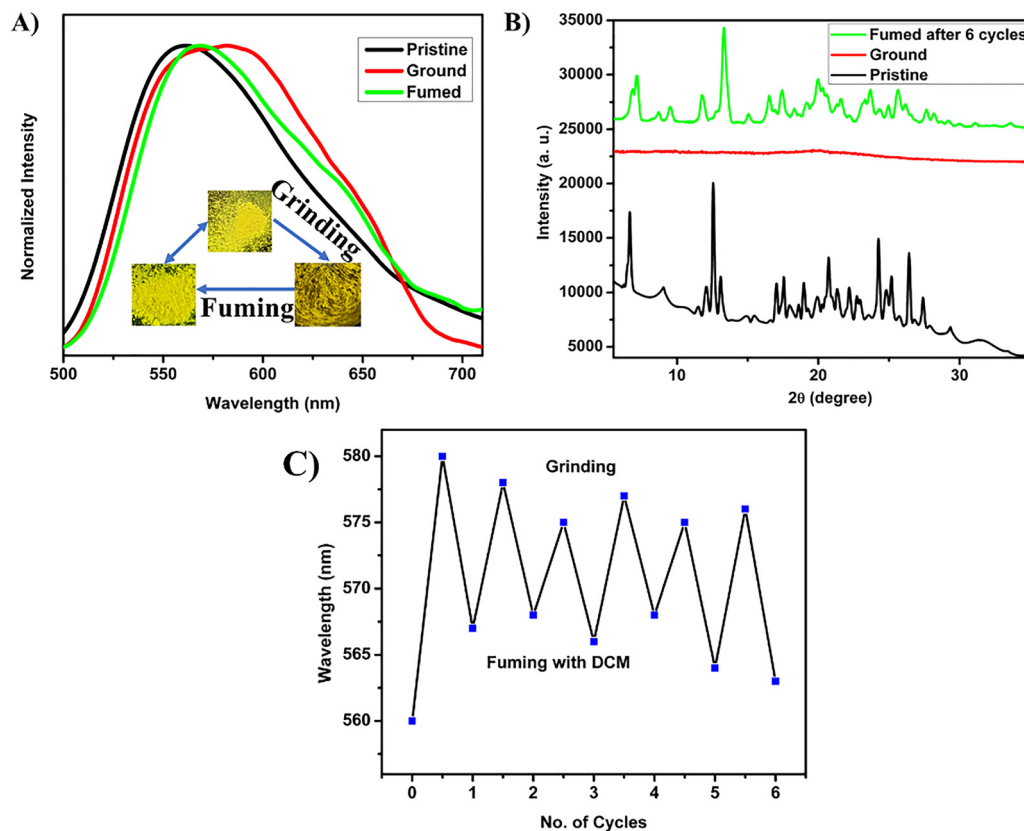 A)
Normalized Intensity
Pristine
Ground
Fumed
Grinding
Fuming
500 550 600 650 700
Wavelength (nm)
B)
Intensity (a. u.)
35000
30000
25000
20000
15000
10000
5000
Fumed after 6 cycles
Ground
Pristine
10 20 30
2θ (degree)
C)
Wavelength (nm)
580
575
570
565
560
Grinding
Fuming with DCM
0 1 2 3 4 5 6
No. of Cycles